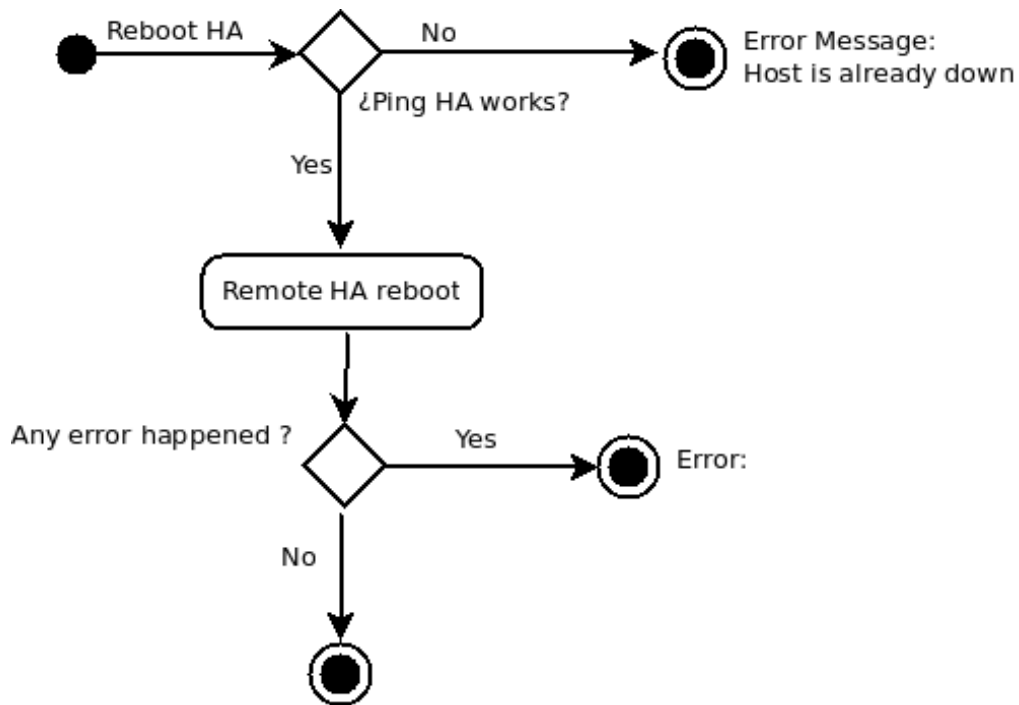 Reboot HA
No
Error Message:
Host is already down
¿Ping HA works?
Yes
Remote HA reboot
Any error happened ?
Yes
Error:
No